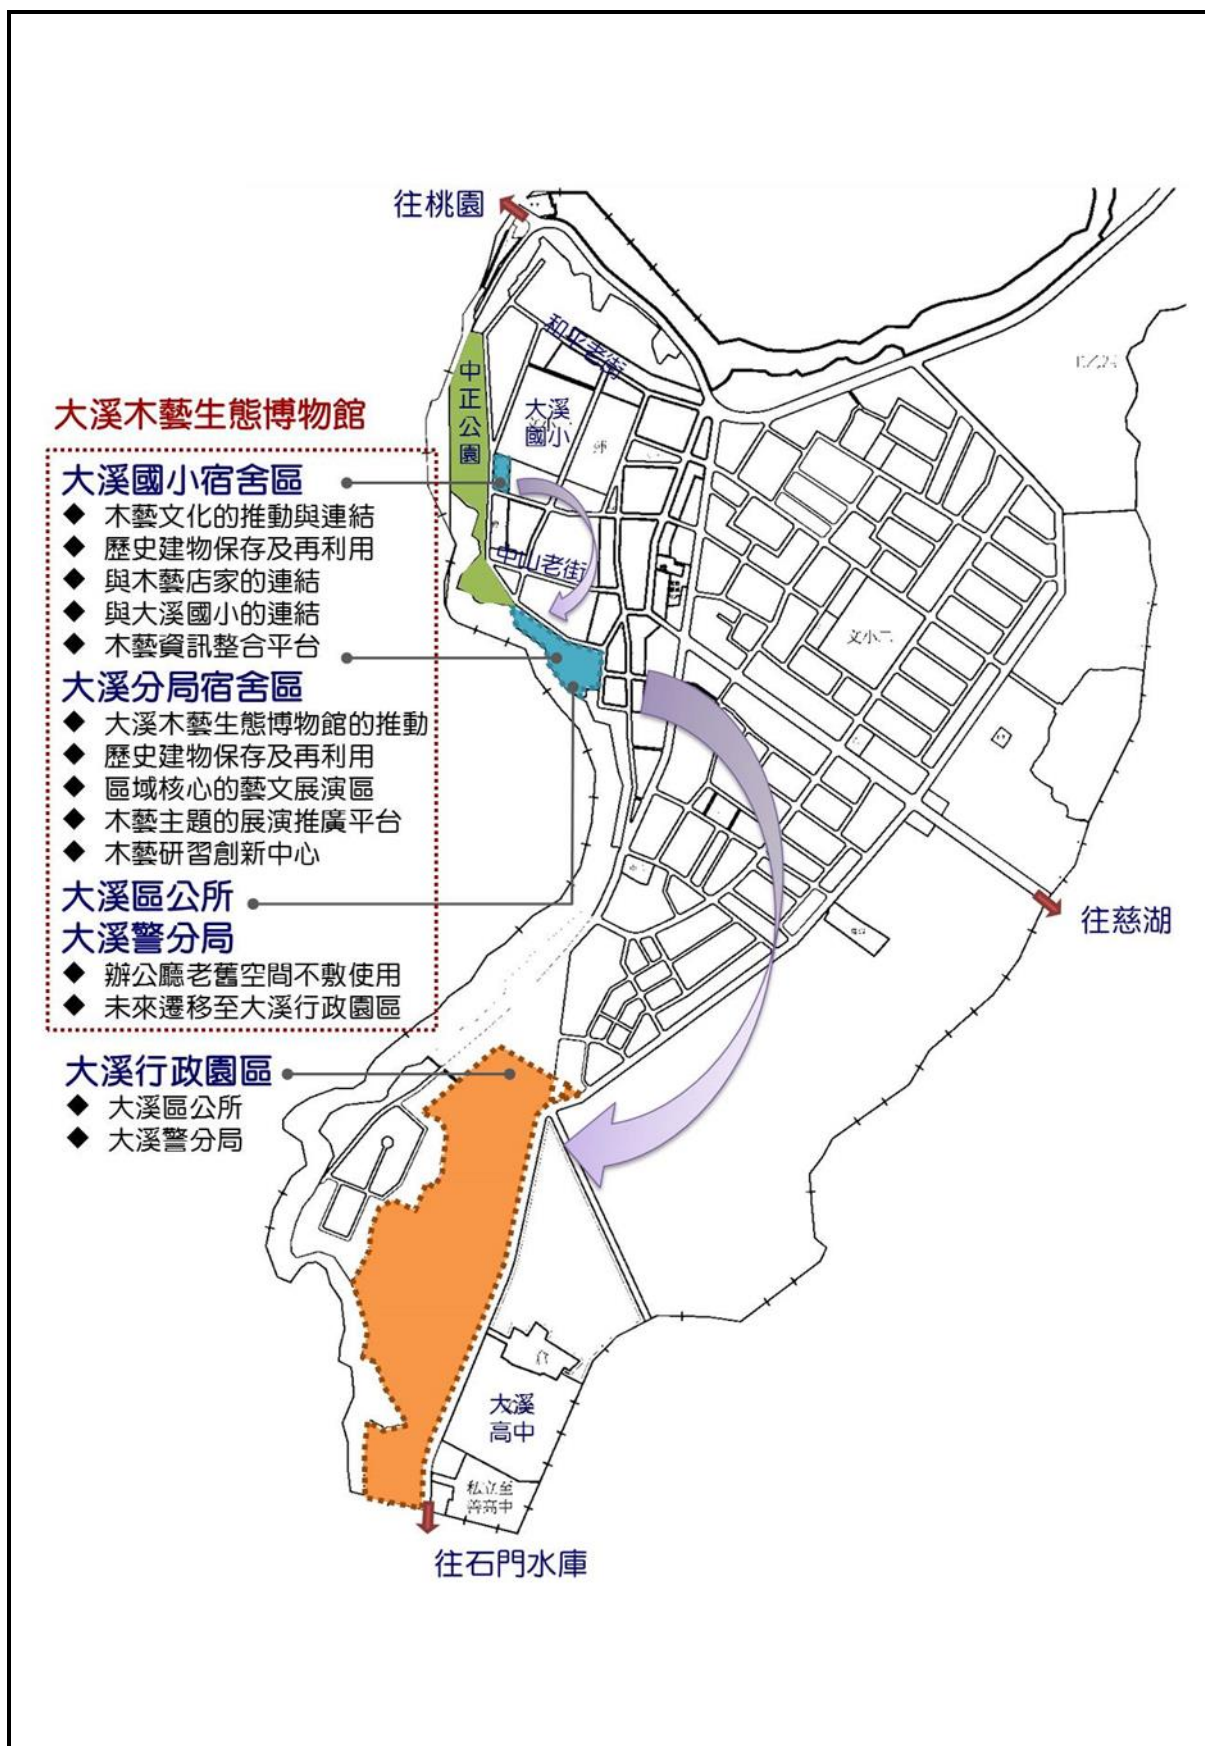 往桃園
和平老街
中正公園
大溪
國小
大溪木藝生態博物館
大溪國小宿舍區
◆ 木藝文化的推動與連結
◆ 歷史建物保存及再利用
◆ 與木藝店家的連結
◆ 與大溪國小的連結
◆ 木藝資訊整合平台
中山老街
文小二
大溪分局宿舍區
◆ 大溪木藝生態博物館的推動
◆ 歷史建物保存及再利用
◆ 區域核心的藝文展演區
◆ 木藝主題的展演推廣平台
◆ 木藝研習創新中心
大溪區公所
大溪警分局
◆ 辦公廳老舊空間不敷使用
◆ 未來遷移至大溪行政園區
往慈湖
大溪行政園區
◆ 大溪區公所
◆ 大溪警分局
大溪
高中
私立至
善高中
往石門水庫